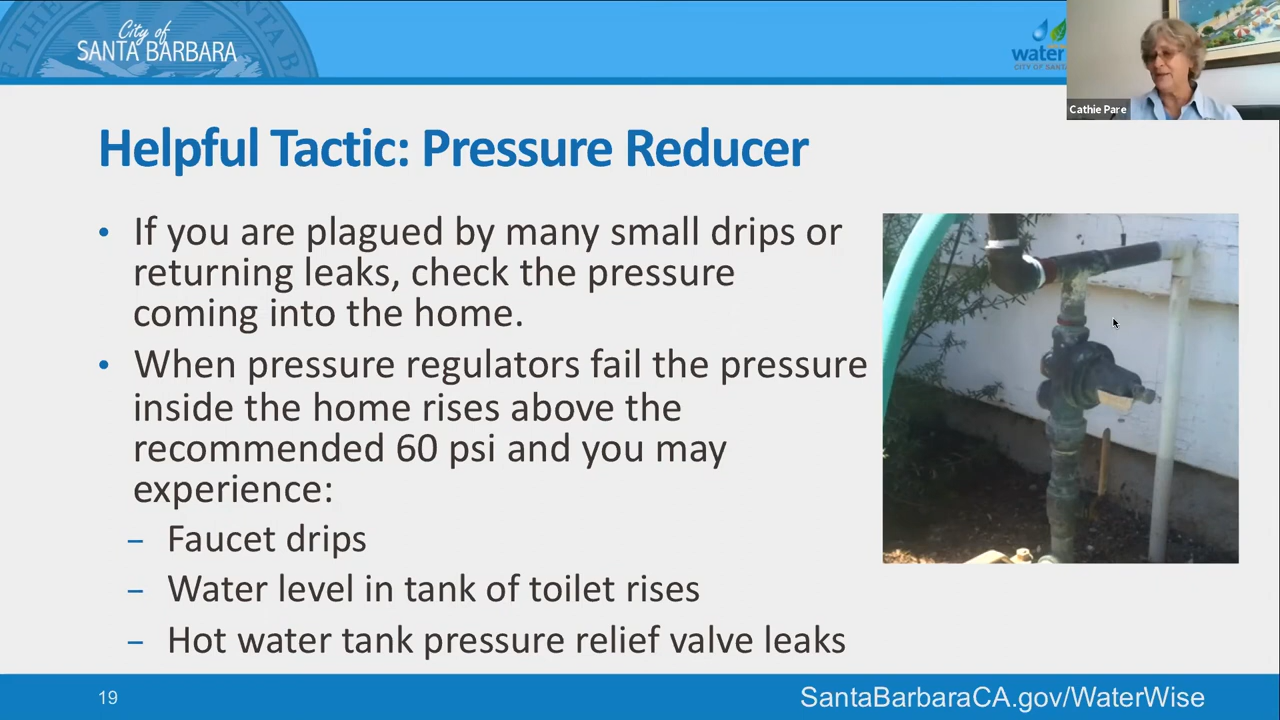 City of
SANTA BARBARA
water
CITY OF SANT
Cathie Pare
Helpful Tactic: Pressure Reducer
• If you are plagued by many small drips or
returning leaks, check the pressure
coming into the home.
• When pressure regulators fail the pressure
inside the home rises above the
recommended 60 psi and you may
experience:
– Faucet drips
– Water level in tank of toilet rises
– Hot water tank pressure relief valve leaks
19
SantaBarbaraCA.gov/WaterWise